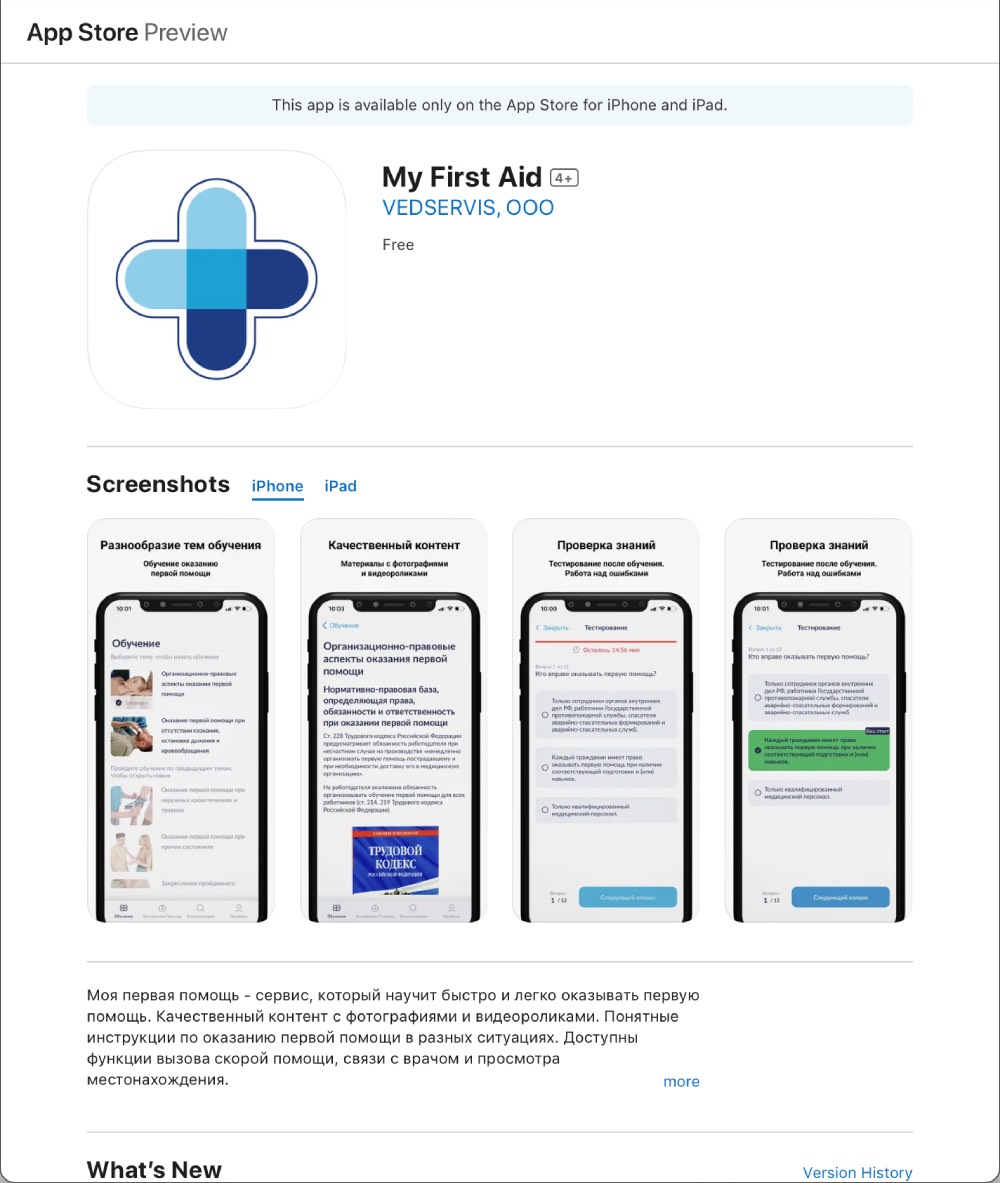 App Store Preview
This app is available only on the App Store for iPhone and iPad.
My First Aid 4+
VEDSERVIS, OOO
Free
Screenshots iPhone iPad
Разнообразие тем обучения
Обучение оказанию
первой помощи
10:01
Обучение
Выберите тему, чтобы начать обучение
Организационно-правовые
аспекты оказания первой
помощи
Оказание первой помощи при
отсутствии сознания,
остановке дыхания и
кровообращения
Пройдите обучение по предыдущим темам,
чтобы открыть новые
Оказание первой помощи при
наружных кровотечениях и
травмах
Оказание первой помощи при
прочих состояниях
Закрепление пройденного
Обучение
Качественный контент
Материалы с фотографиями
и видеороликами
10:03
Обучение
Организационно-правовые
аспекты оказания первой
помощи
Нормативно-правовая база,
определяющая права,
обязанности и ответственность
при оказании первой помощи
Ст. 228 Трудового кодекса Российской Федерации
предусматривает обязанность работодателя при
несчастном случае на производстве «немедленно
организовать первую помощь пострадавшему и
при необходимости доставку его в медицинскую
организацию».
На работодателя возложена обязанность
организовывать обучение первой помощи для всех
работников (ст. 214, 219 Трудового кодекса
Российской Федерации).
ТРУДОВОЙ
КОДЕКС
РОССИЙСКОЙ ФЕДЕРАЦИИ
Обучение
Проверка знаний
Тестирование после обучения.
Работа над ошибками
10:00
Закрыть Тестирование
Осталось 14:56 мин
Вопрос 1 из 12
Кто вправе оказывать первую помощь?
Только сотрудники органов внутренних
дел РФ, работники Государственной
противопожарной службы, спасатели
аварийно-спасательных формирований и
аварийно-спасательных служб.
Каждый гражданин имеет право
оказывать первую помощь при наличии
соответствующей подготовки и (или)
навыков.
Только квалифицированный
медицинский персонал.
Вопрос
1 / 12
Следующий вопрос
Проверка знаний
Тестирование после обучения.
Работа над ошибками
10:01
Закрыть Тестирование
Кто вправе оказывать первую помощь?
Только сотрудники органов внутренних
дел РФ, работники Государственной
противопожарной службы, спасатели
аварийно-спасательных формирований и
аварийно-спасательных служб.
Ваш ответ
Каждый гражданин имеет право
оказывать первую помощь при наличии
соответствующей подготовки и (или)
навыков.
Только квалифицированный
медицинский персонал.
Вопрос
1 / 12
Следующий вопрос
Моя первая помощь - сервис, который научит быстро и легко оказывать первую
помощь. Качественный контент с фотографиями и видеороликами. Понятные
инструкции по оказанию первой помощи в разных ситуациях. Доступны
функции вызова скорой помощи, связи с врачом и просмотра
местонахождения.
more
What's New
Version History